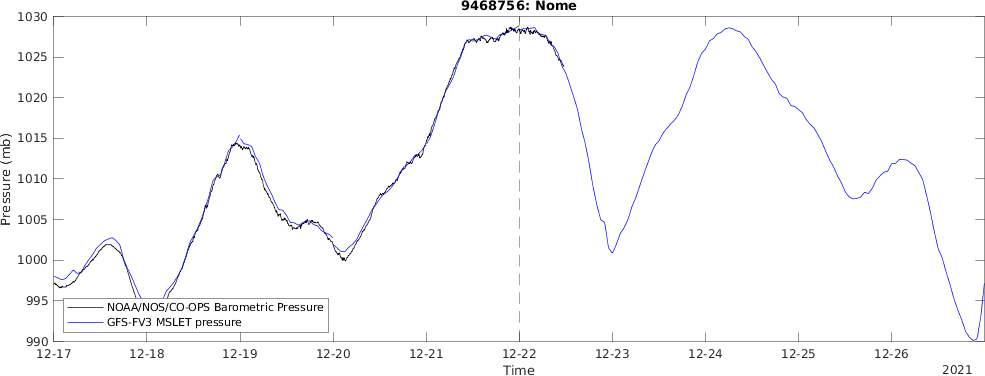 9468756: Nome
1030
1025
1020
1015
1010
1005
1000
995
990
Pressure (mb)
NOAA/NOS/CO-OPS Barometric Pressure
GFS-FV3 MSLET pressure
12-17 12-18 12-19 12-20 12-21 12-22 12-23 12-24 12-25 12-26
Time
2021